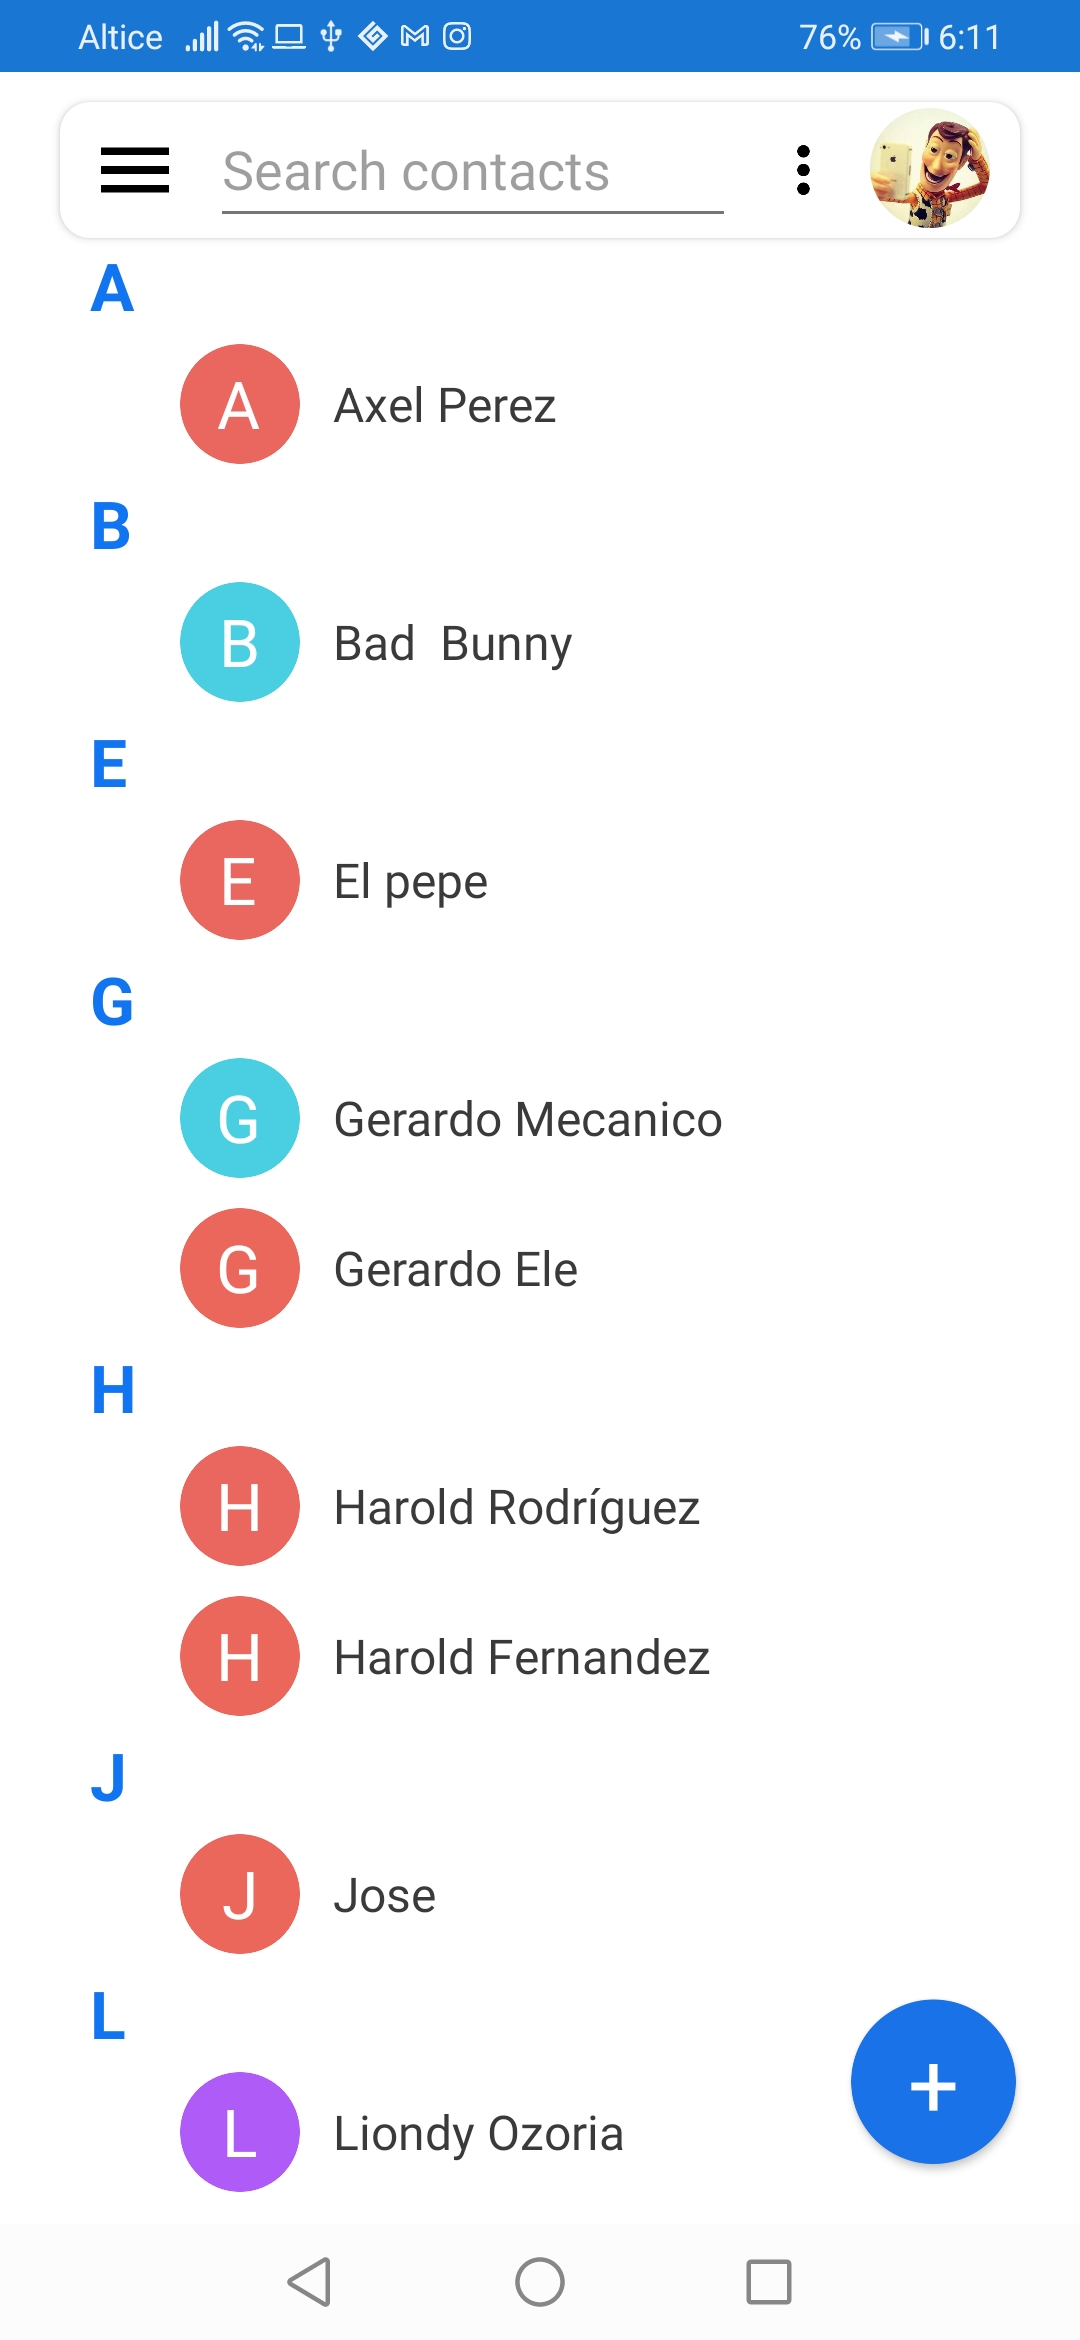 Altice 76% 6:11
Search contacts
A
A Axel Perez
B
B Bad  Bunny
E
E El pepe
G
G Gerardo Mecanico
G Gerardo Ele
H
H Harold Rodríguez
H Harold Fernandez
J
J Jose
L
L Liondy Ozoria
+